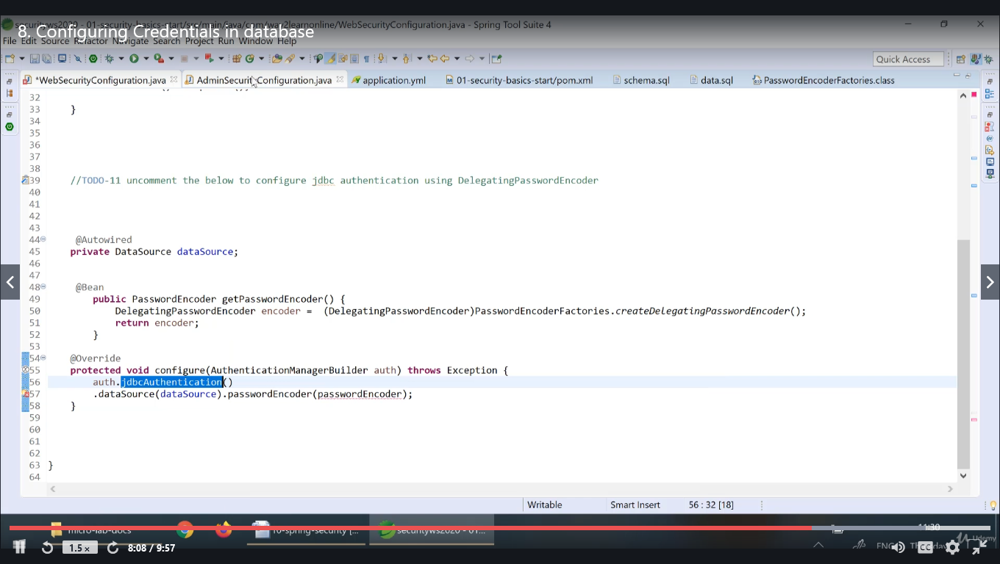 securityws2020 - 01-security-basics-start/src/main/java/com/way2learnonline/WebSecurityConfiguration.java - Spring Tool Suite 4
8. Configuring Credentials in database
File Edit Source Refactor Navigate Search Project Run Window Help
Quick Access
*WebSecurityConfiguration.java
AdminSecurityConfiguration.java
application.yml
01-security-basics-start/pom.xml
schema.sql
data.sql
PasswordEncoderFactories.class
32
33 }
34
35
36
37
38
39 //TODO-11 uncomment the below to configure jdbc authentication using DelegatingPasswordEncoder
40
41
42
43
44 @Autowired
45 private DataSource dataSource;
46
47
48 @Bean
49 public PasswordEncoder getPasswordEncoder() {
50 DelegatingPasswordEncoder encoder = (DelegatingPasswordEncoder)PasswordEncoderFactories.createDelegatingPasswordEncoder();
51 return encoder;
52 }
53
54 @Override
55 protected void configure(AuthenticationManagerBuilder auth) throws Exception {
56 auth.jdbcAuthentication()
57 .dataSource(dataSource).passwordEncoder(passwordEncoder);
58 }
59
60
61
62
63 }
64
Writable
Smart Insert
56 : 32 [18]
micro-lab-docs
securityws2020 - 01...
11:30
1.5 x
8:08 / 9:57
ENG
CC
Udemy